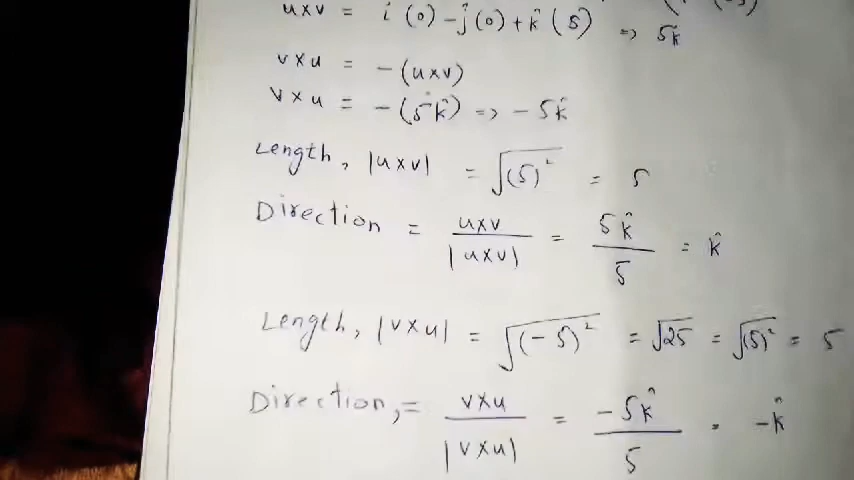 u×v = i (0) - ĵ (0) + k̂ (5) => 5k̂
v×u = -(u×v)
v×u = -(5k̂) => -5k̂
Length, |u×v| = √(5)² = 5
Direction = u×v / |u×v| = 5k̂ / 5 = k̂
Length, |v×u| = √(-5)² = √25 = √(5)² = 5
Direction, = v×u / |v×u| = -5k̂ / 5 = -k̂